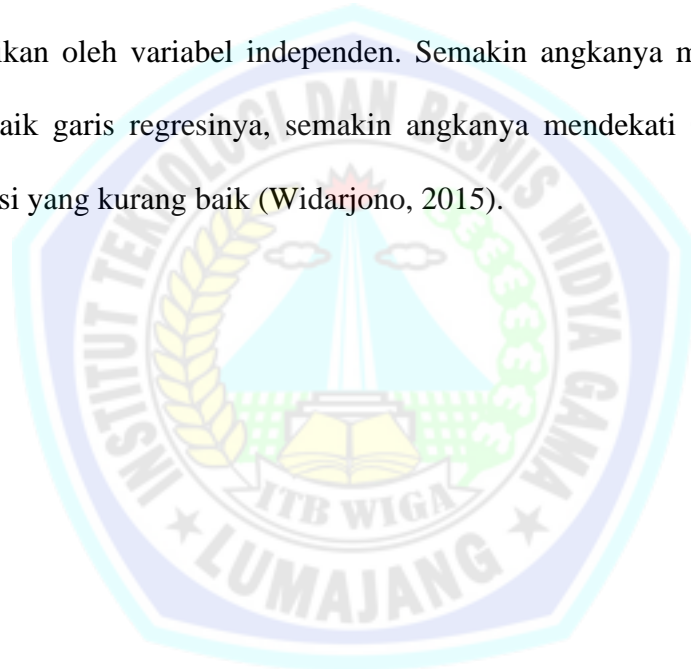 ikan oleh variabel independen. Semakin angkanya m
aik garis regresinya, semakin angkanya mendekati
si yang kurang baik (Widarjono, 2015).
INSTITUT TEKNOLOGI DAN BISNIS WIDYA GAMA
ITB WIGA
LUMAJANG